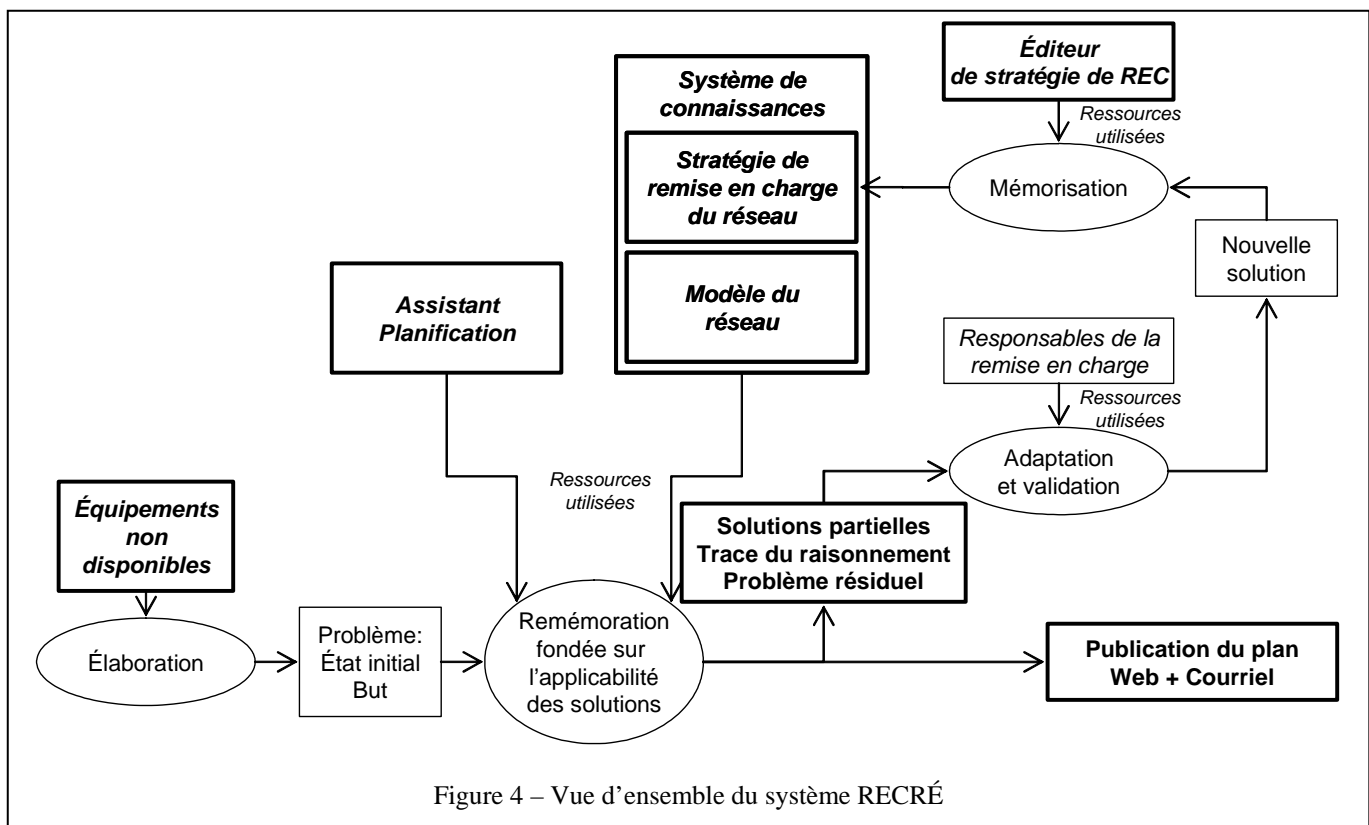 Éditeur
de stratégie de REC
Système de
connaissances
Ressources
utilisées
Stratégie de
remise en charge
du réseau
Mémorisation
Nouvelle
solution
Modèle du
réseau
Assistant
Planification
Responsables de la
remise en charge
Ressources
utilisées
Adaptation
et validation
Ressources
utilisées
Équipements
non
disponibles
Solutions partielles
Trace du raisonnement
Problème résiduel
Élaboration
Problème:
État initial
But
Remémoration
fondée sur
l'applicabilité
des solutions
Publication du plan
Web + Courriel
Figure 4 – Vue d'ensemble du système RECRÉ